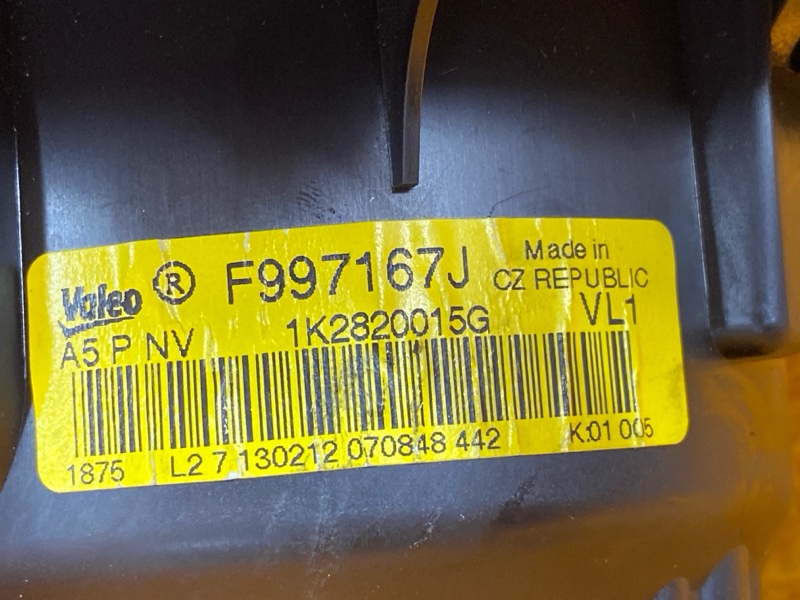 Valeo ® F997167J Made in
CZ REPUBLIC
A5 P NV 1K2820015G VL1
1875 L2 7 130212 070848 442 K:01 005